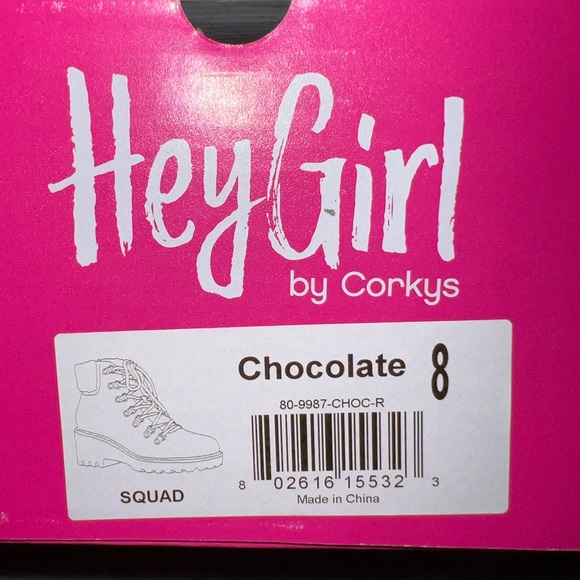 HeyGirl
by Corkys
Chocolate 8
80-9987-CHOC-R
SQUAD
8 02616 15532 3
Made in China